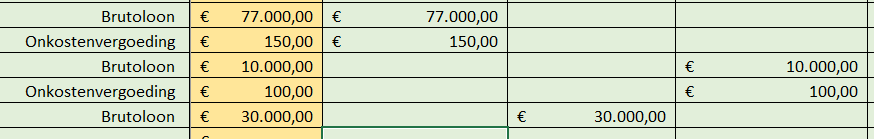 Brutoloon € 77.000,00 € 77.000,00
Onkostenvergoeding € 150,00 € 150,00
Brutoloon € 10.000,00 € 10.000,00
Onkostenvergoeding € 100,00 € 100,00
Brutoloon € 30.000,00 € 30.000,00